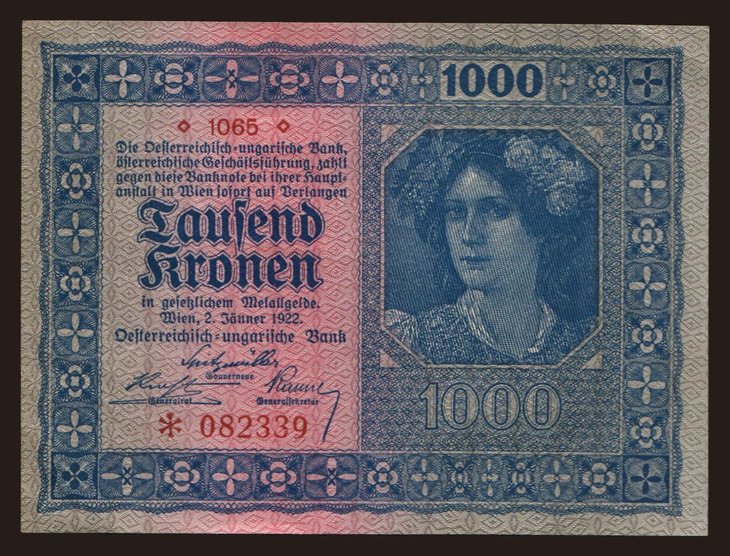 1000
◇ 1065 ◇
Die Oesterreichisch-ungarische Bank,
österreichische Geschäftsführung, zahlt
gegen diese Banknote bei ihrer Haupt-
anstalt in Wien sofort auf Verlangen
Tausend
Kronen
in gesetzlichem Metallgelde.
Wien, 2. Jänner 1922.
Oesterreichisch-ungarische Bank
Spitzmüller
Gouverneur
Generalrat
Generalsekretär
* 082339
1000